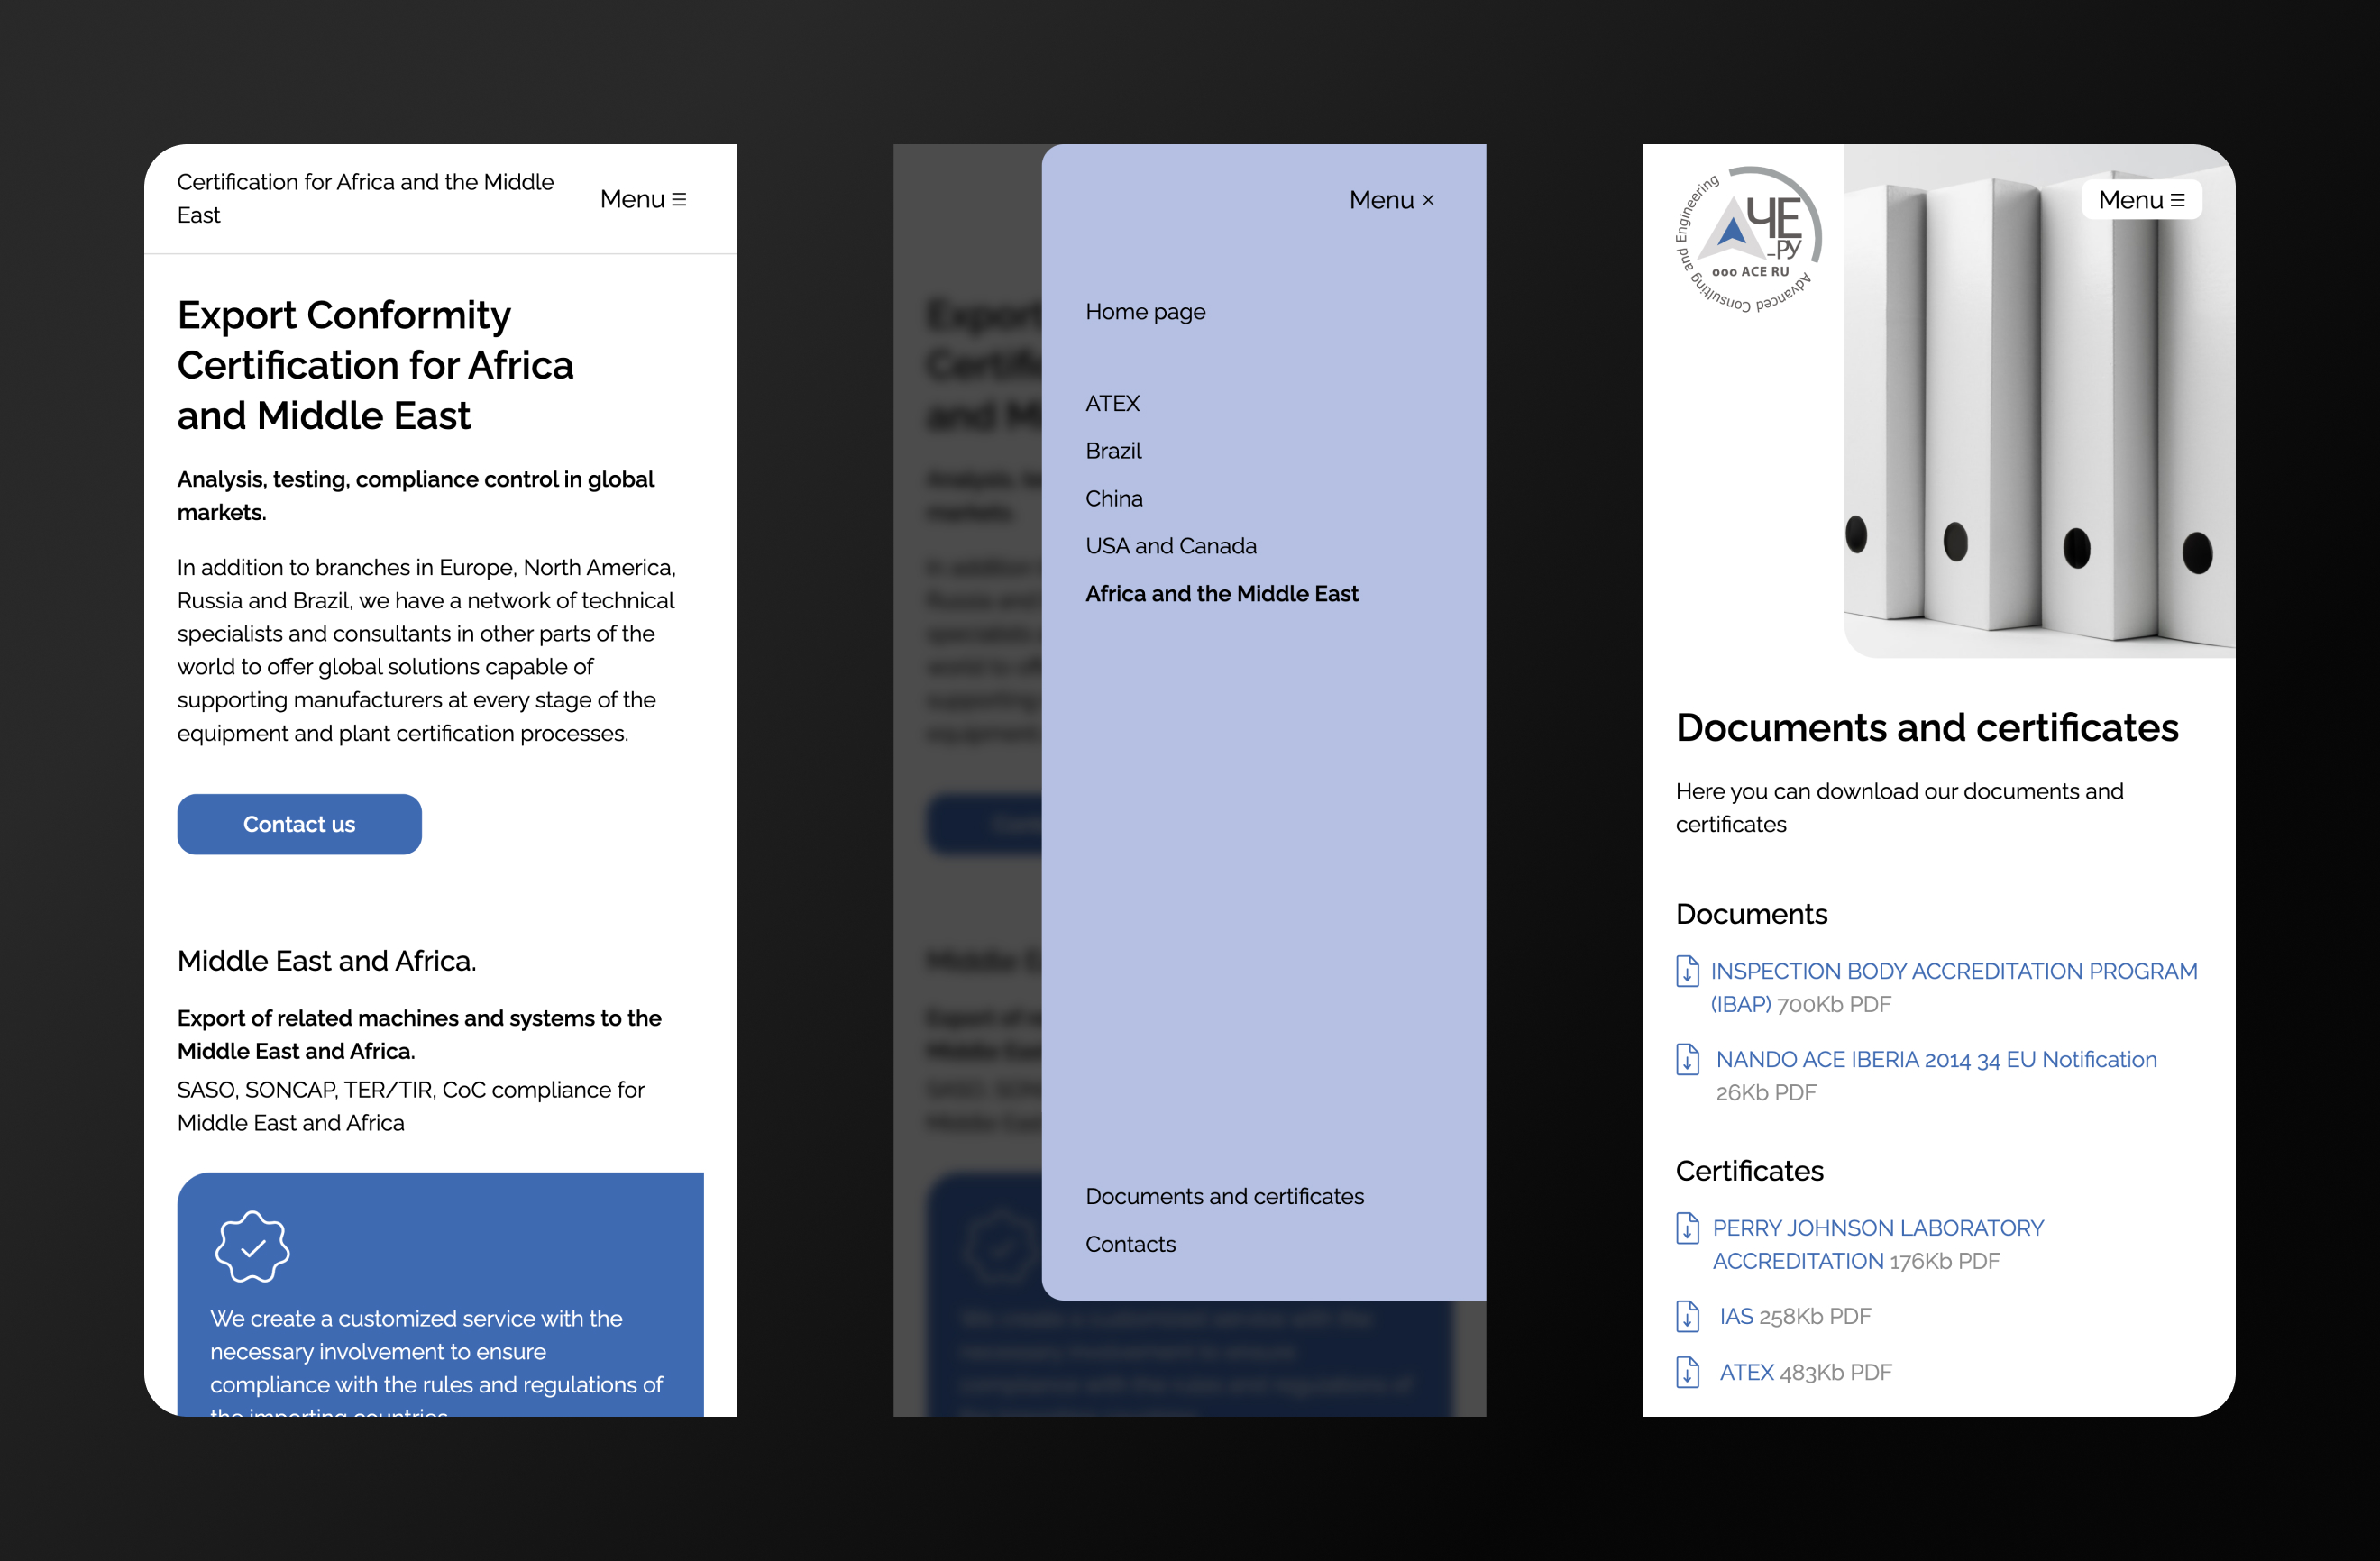 Certification for Africa and the Middle
East
Menu
Export Conformity
Certification for Africa
and Middle East
Analysis, testing, compliance control in global
markets.
In addition to branches in Europe, North America,
Russia and Brazil, we have a network of technical
specialists and consultants in other parts of the
world to offer global solutions capable of
supporting manufacturers at every stage of the
equipment and plant certification processes.
Contact us
Middle East and Africa.
Export of related machines and systems to the
Middle East and Africa.
SASO, SONCAP, TER/TIR, CoC compliance for
Middle East and Africa
We create a customized service with the
necessary involvement to ensure
compliance with the rules and regulations of
the importing countries
Menu ×
Home page
ATEX
Brazil
China
USA and Canada
Africa and the Middle East
Documents and certificates
Contacts
Advanced Consulting and Engineering
АЧЕ
_РУ
ооо ACE RU
Menu
Documents and certificates
Here you can download our documents and
certificates
Documents
INSPECTION BODY ACCREDITATION PROGRAM
(IBAP) 700Kb PDF
NANDO ACE IBERIA 2014 34 EU Notification
26Kb PDF
Certificates
PERRY JOHNSON LABORATORY
ACCREDITATION 176Kb PDF
IAS 258Kb PDF
ATEX 483Kb PDF